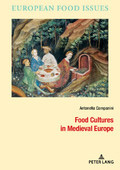 EUROPEAN FOOD ISSUES
Antonella Campanini
Food Cultures
in Medieval Europe
PETER LANG